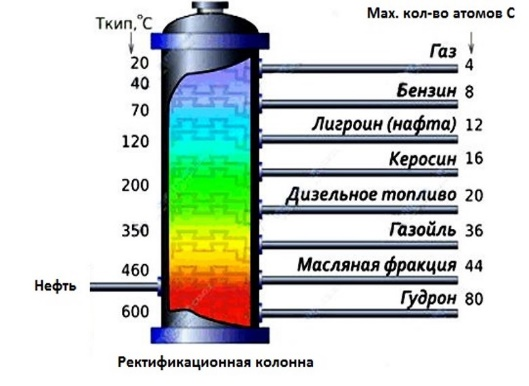 Ткип,°С
Мах. кол-во атомов С
20
Газ 4
40
Бензин 8
70
Лигроин (нафта) 12
120
Керосин 16
200
Дизельное топливо 20
350
Газойль 36
460
Масляная фракция 44
Нефть
600
Гудрон 80
Ректификационная колонна